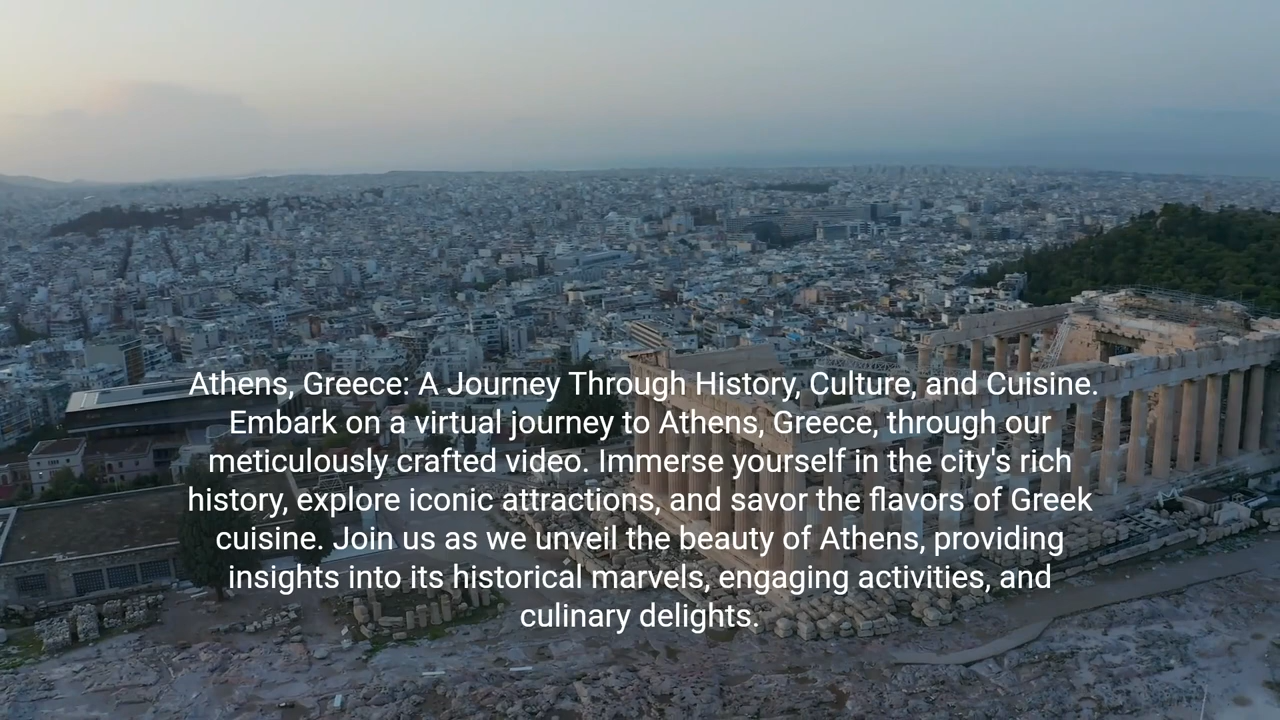 Athens, Greece: A Journey Through History, Culture, and Cuisine.
Embark on a virtual journey to Athens, Greece, through our
meticulously crafted video. Immerse yourself in the city's rich
history, explore iconic attractions, and savor the flavors of Greek
cuisine. Join us as we unveil the beauty of Athens, providing
insights into its historical marvels, engaging activities, and
culinary delights.